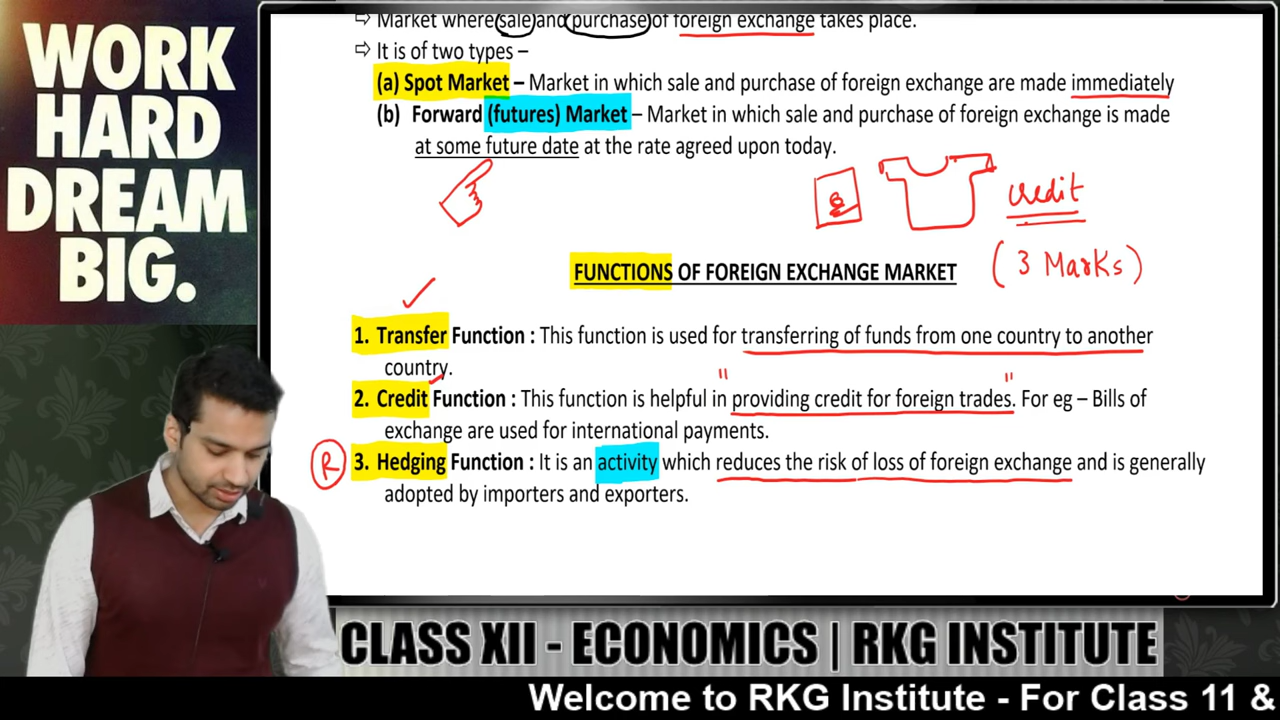 WORK
HARD
DREAM
BIG.
⇨ Market where (sale) and (purchase) of foreign exchange takes place.
⇨ It is of two types –
(a) Spot Market – Market in which sale and purchase of foreign exchange are made immediately
(b) Forward (futures) Market – Market in which sale and purchase of foreign exchange is made
at some future date at the rate agreed upon today.
credit
FUNCTIONS OF FOREIGN EXCHANGE MARKET
(3 Marks)
1. Transfer Function : This function is used for transferring of funds from one country to another
country.
2. Credit Function : This function is helpful in "providing credit for foreign trades". For eg – Bills of
exchange are used for international payments.
R 3. Hedging Function : It is an activity which reduces the risk of loss of foreign exchange and is generally
adopted by importers and exporters.
CLASS XII - ECONOMICS | RKG INSTITUTE
Welcome to RKG Institute - For Class 11 &